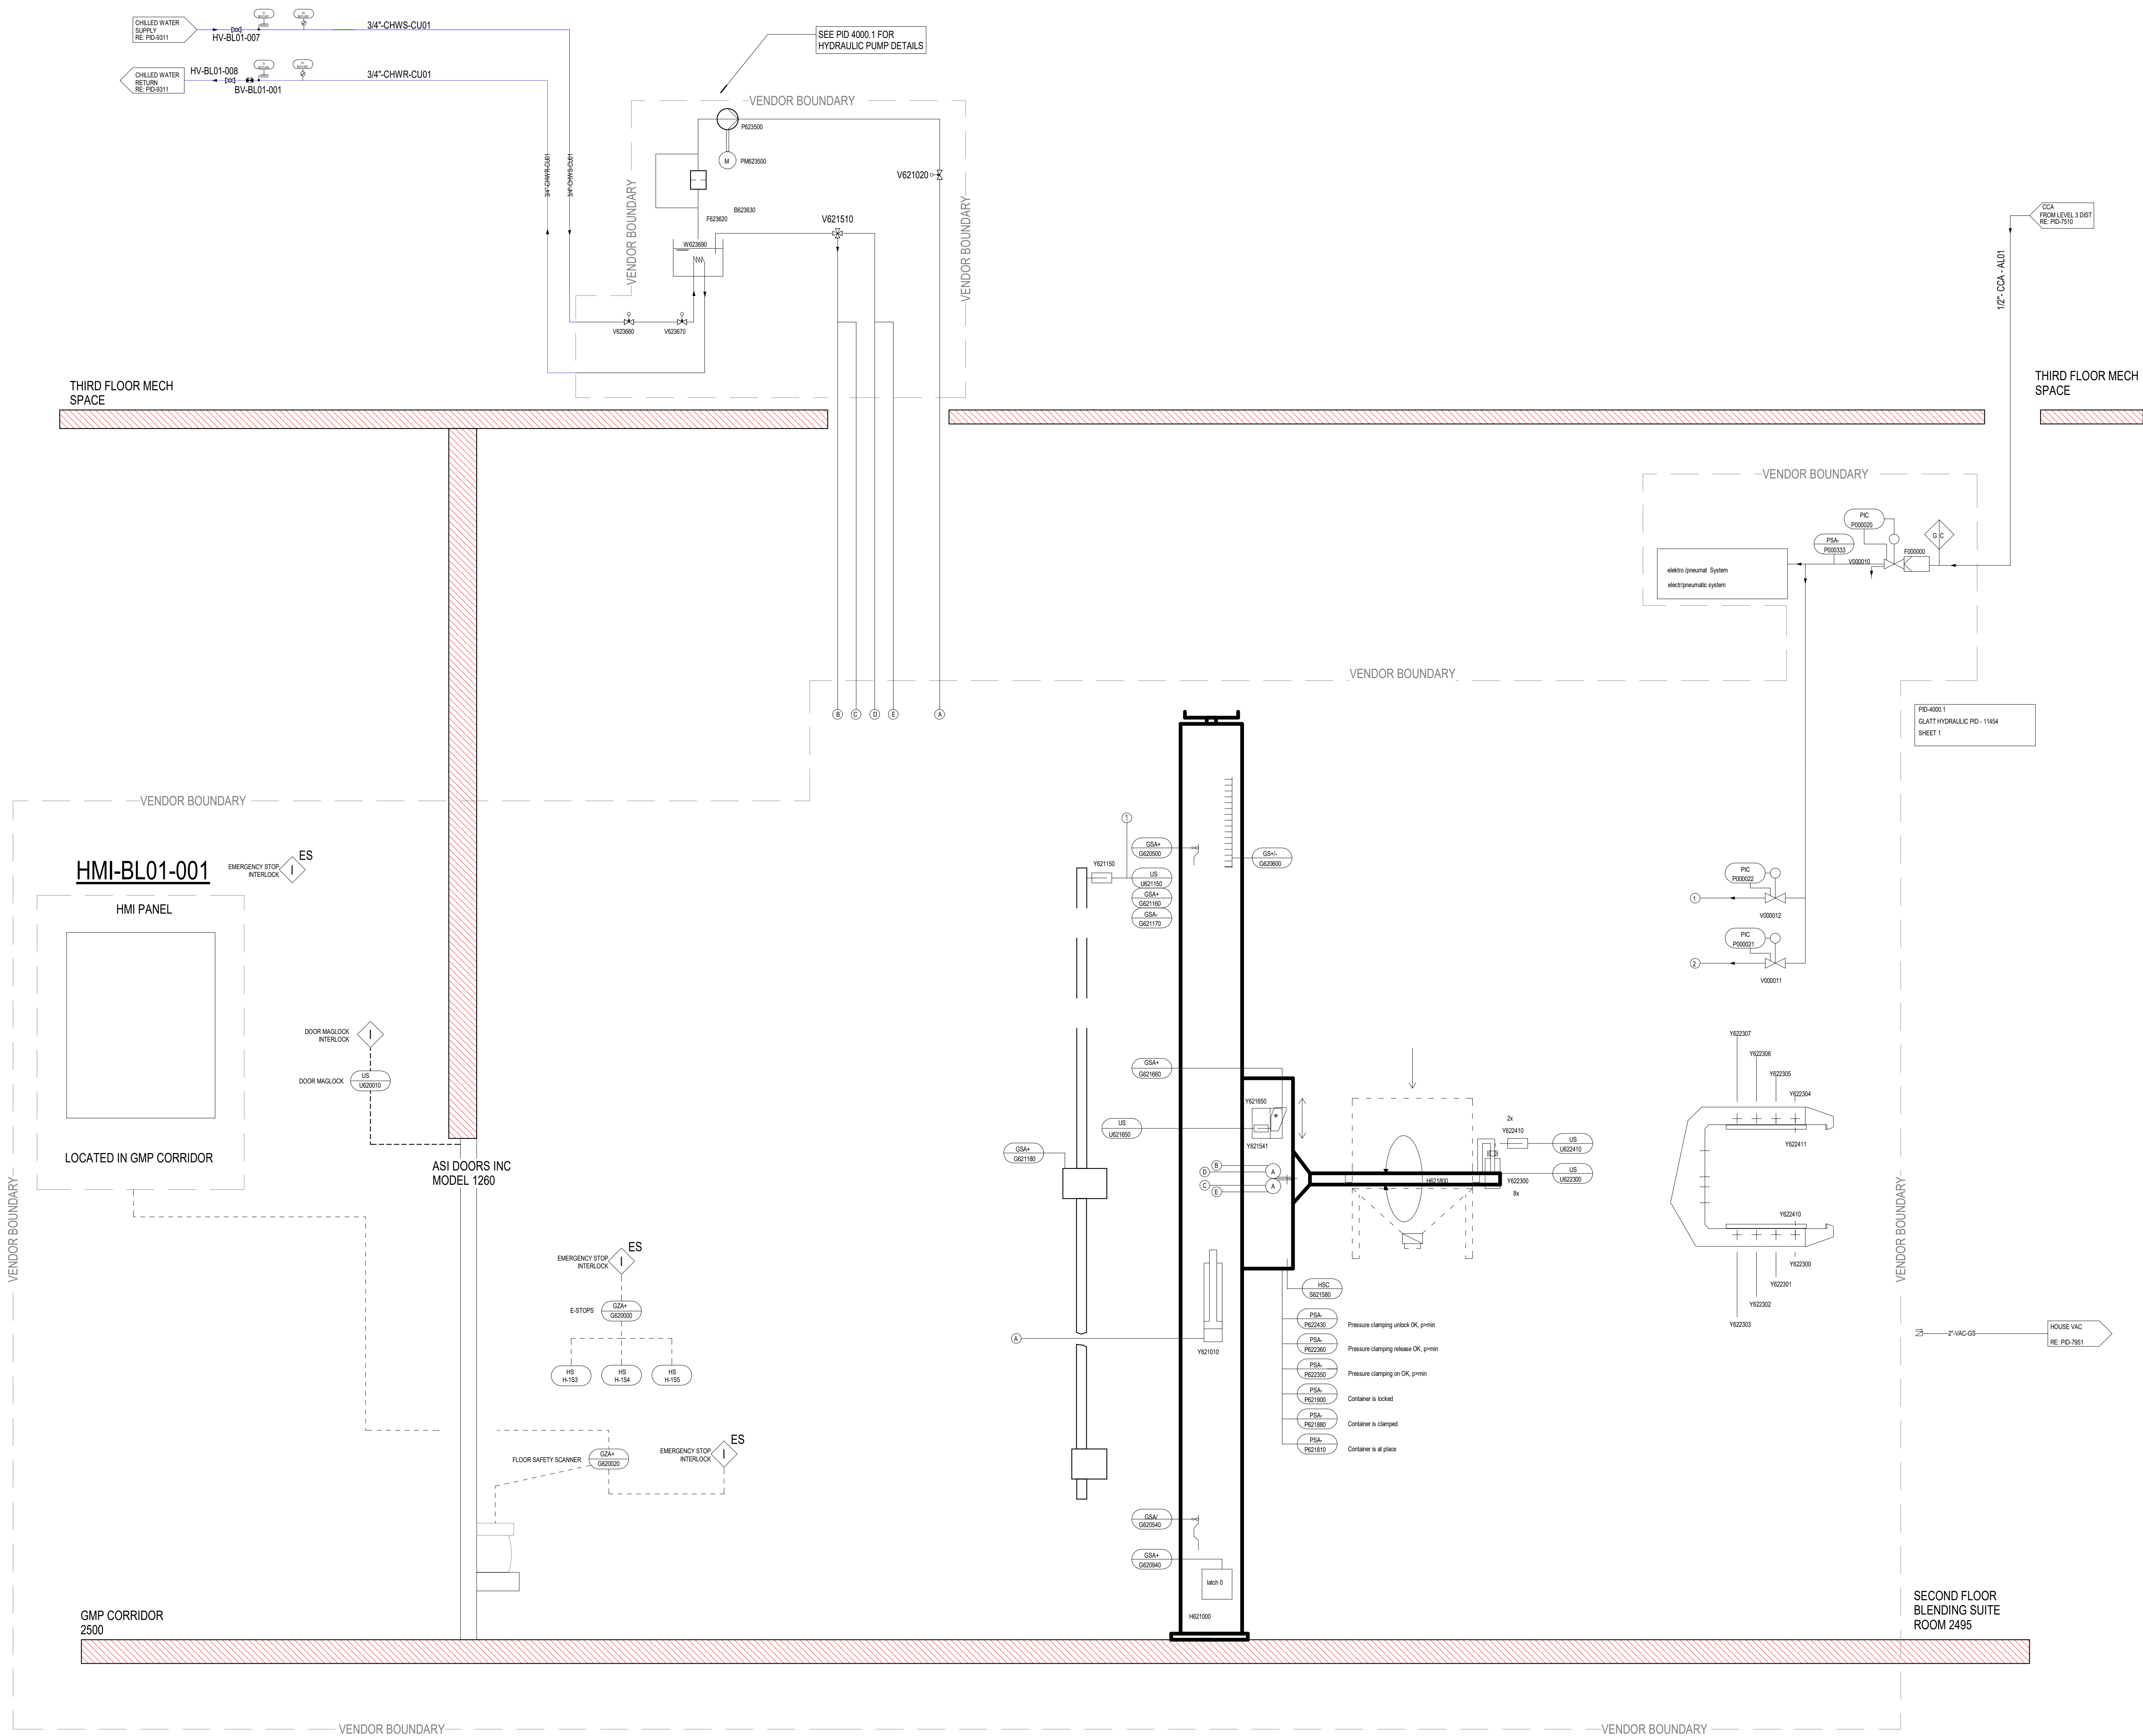 CHILLED WATER
SUPPLY
RE: PID-9311
HV-BL01-007
3/4"-CHWS-CU01
CHILLED WATER
RETURN
RE: PID-9311
HV-BL01-008
BV-BL01-001
3/4"-CHWR-CU01
SEE PID 4000.1 FOR
HYDRAULIC PUMP DETAILS
VENDOR BOUNDARY
P623500
M
PM623500
3/4"-CHWR-CU01
3/4"-CHWS-CU01
VENDOR BOUNDARY
V621020
B623630
F623620
V621510
W623690
VENDOR BOUNDARY
V623660
V623670
CCA
FROM LEVEL 3 DIST
RE: PID-7510
1/2"- CCA - AL01
THIRD FLOOR MECH
SPACE
THIRD FLOOR MECH
SPACE
VENDOR BOUNDARY
PIC
P000020
PSA-
P000333
V000010
F000000
G C
elektro /pneumat System
electr/pneumatic system
VENDOR BOUNDARY
B
C
D
E
A
PID-4000.1
GLATT HYDRAULIC PID - 11454
SHEET 1
VENDOR BOUNDARY
HMI-BL01-001
EMERGENCY STOP
INTERLOCK
I
ES
HMI PANEL
1
GSA+
G620500
Y621150
US
U621150
GSA+
G621160
GSA-
G621170
GS+/-
G620600
PIC
P000022
1
V000012
PIC
P000021
2
V000011
DOOR MAGLOCK
INTERLOCK
I
DOOR MAGLOCK
US
U620010
LOCATED IN GMP CORRIDOR
ASI DOORS INC
MODEL 1260
GSA+
G621660
Y621650
US
U621650
Y621541
GSA+
G621180
B
D
C
E
A
A
H621800
2x
Y622410
US
U622410
Y622300
US
U622300
8x
Y622307
Y622306
Y622305
Y622304
Y622411
Y622410
Y622300
Y622301
Y622302
Y622303
VENDOR BOUNDARY
VENDOR BOUNDARY
EMERGENCY STOP
INTERLOCK
I
ES
E-STOPS
GZA+
G620000
HS
H-1S3
HS
H-1S4
HS
H-1S5
A
Y621010
HSC
S621580
PSA-
P622430
Pressure clamping unlock 0K, p>min
PSA-
P622360
Pressure clamping release OK, p>min
PSA-
P622350
Pressure clamping on OK, p>min
PSA-
P621900
Container is locked
PSA-
P621880
Container is clamped
PSA-
P621810
Container is at place
2"-VAC-GS
HOUSE VAC
RE: PID-7951
FLOOR SAFETY SCANNER
GZA+
G620020
EMERGENCY STOP
INTERLOCK
I
ES
GSA/
G620540
GSA+
G620940
latch 0
H621000
GMP CORRIDOR
2500
SECOND FLOOR
BLENDING SUITE
ROOM 2495
VENDOR BOUNDARY
VENDOR BOUNDARY